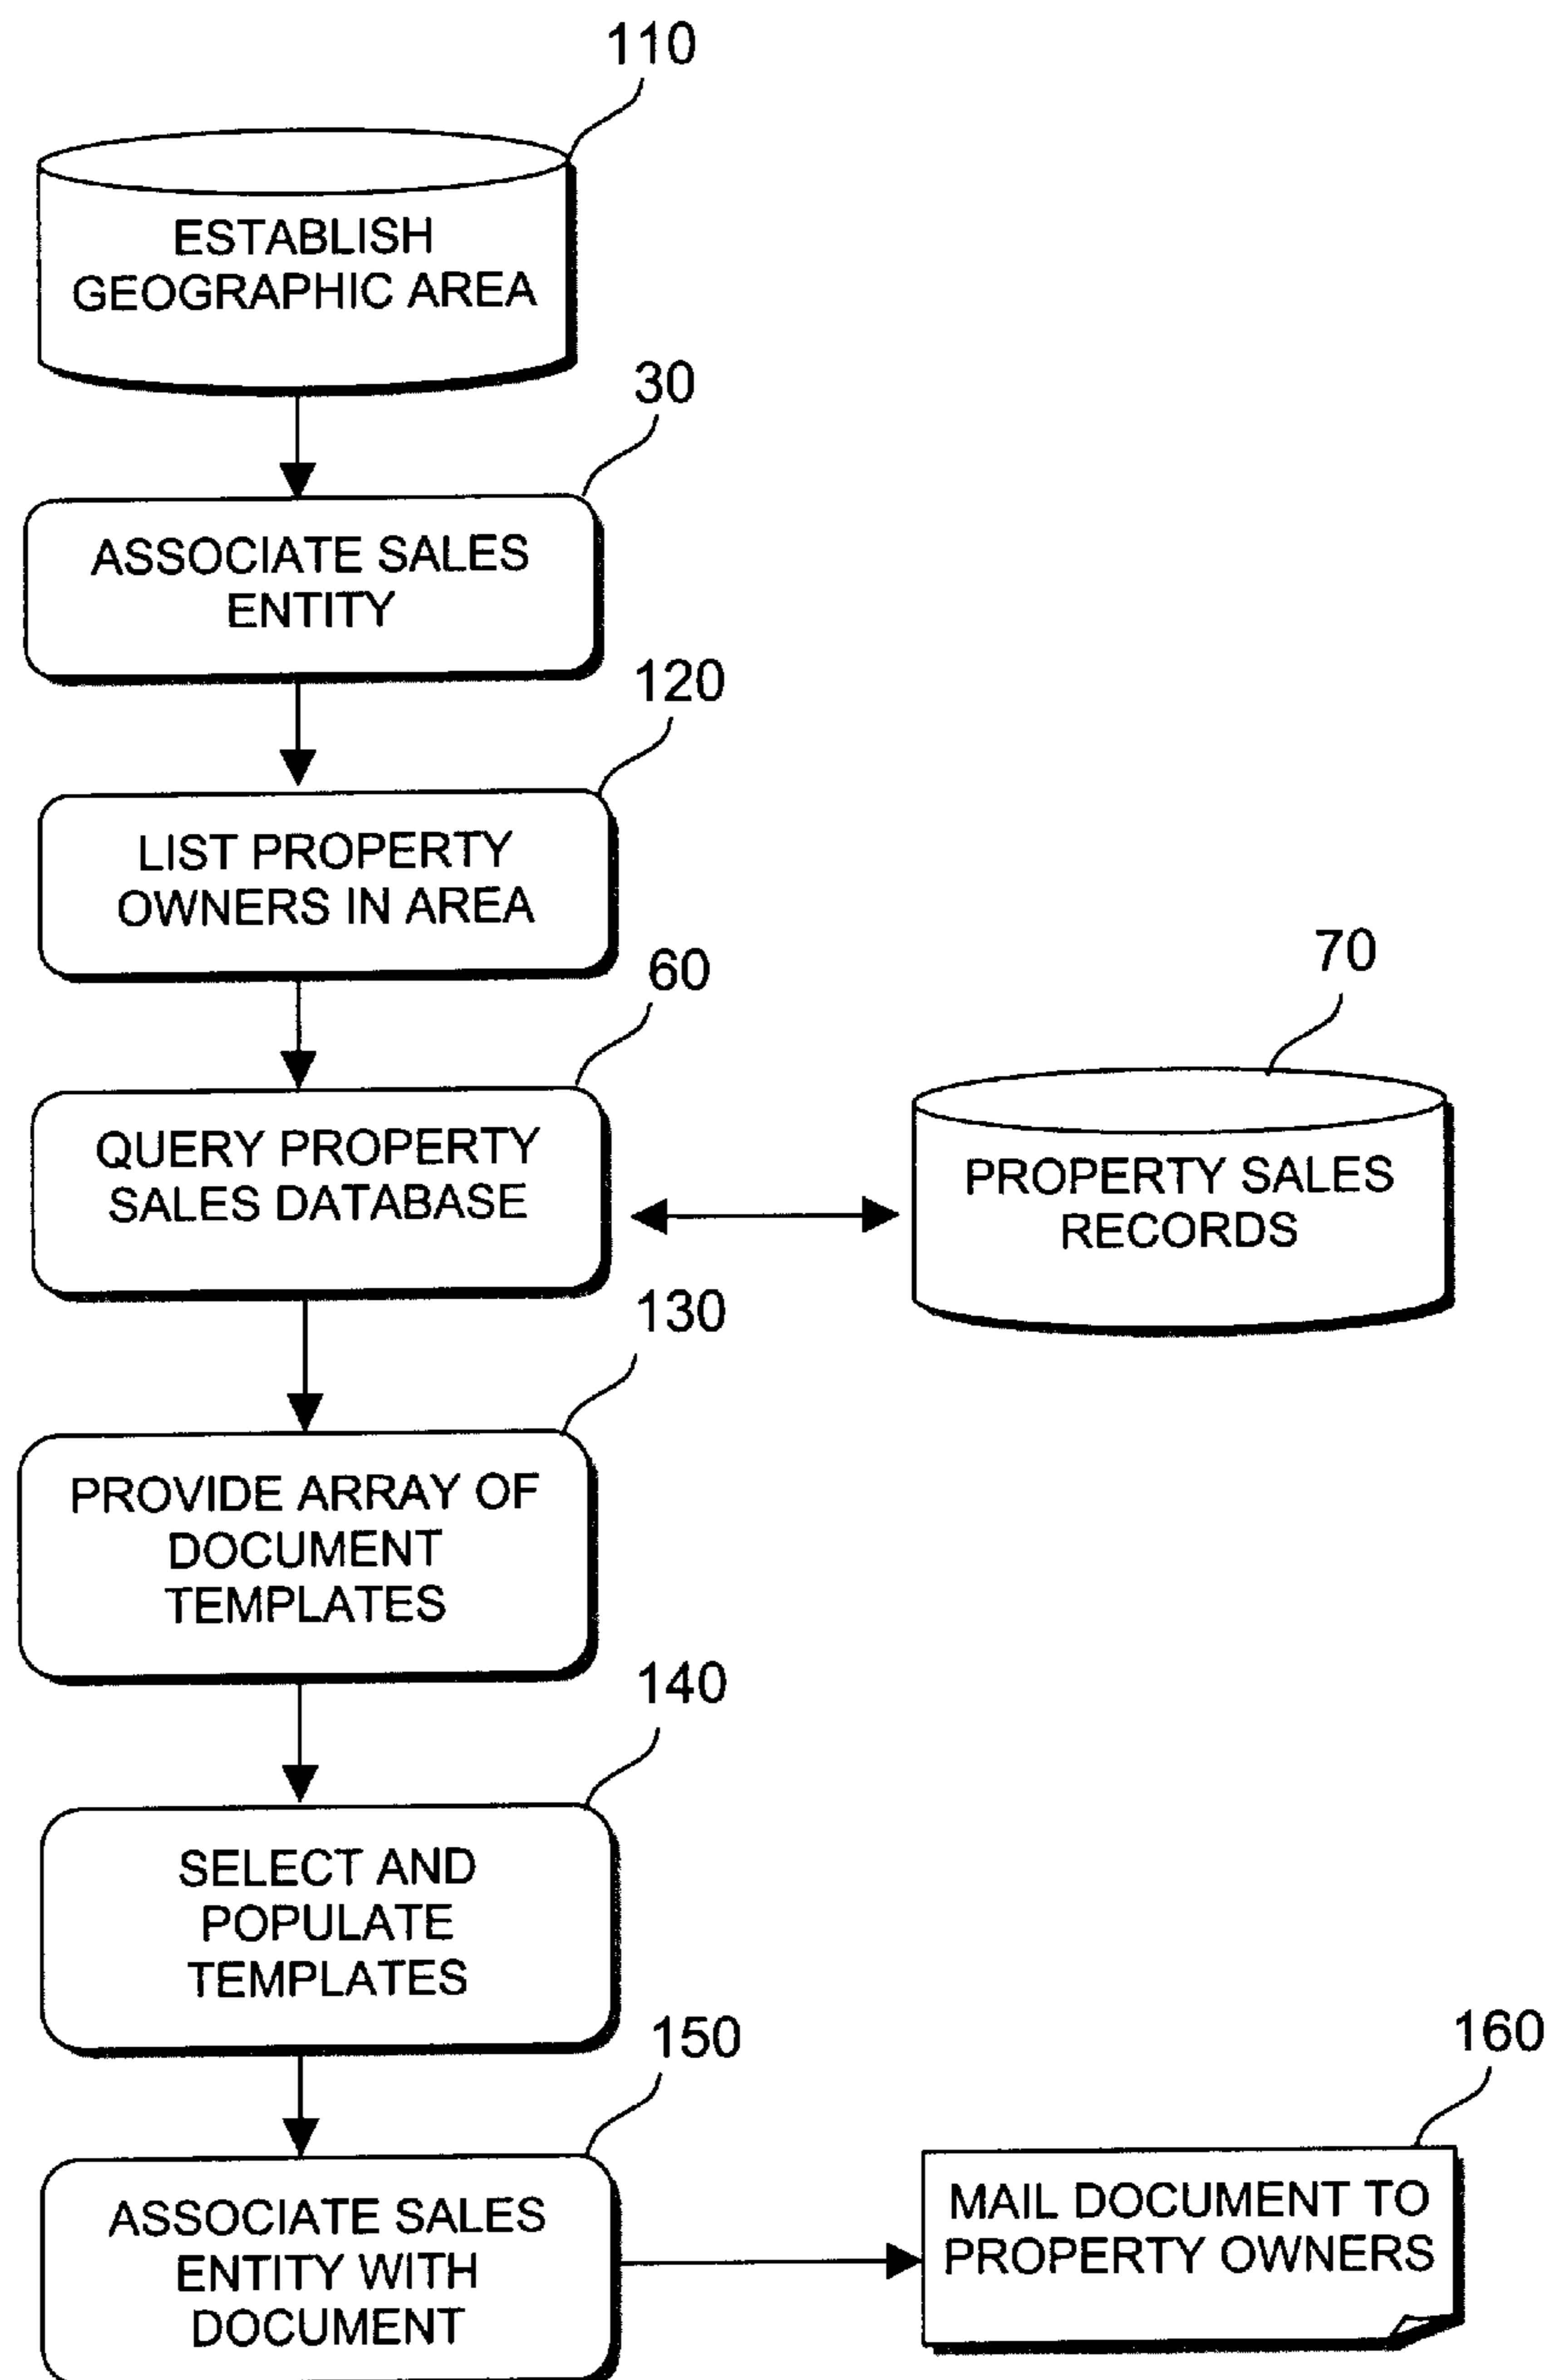 110
ESTABLISH
GEOGRAPHIC AREA
30
ASSOCIATE SALES
ENTITY
120
LIST PROPERTY
OWNERS IN AREA
60
QUERY PROPERTY
SALES DATABASE
70
PROPERTY SALES
RECORDS
130
PROVIDE ARRAY OF
DOCUMENT
TEMPLATES
140
SELECT AND
POPULATE
TEMPLATES
150
ASSOCIATE SALES
ENTITY WITH
DOCUMENT
160
MAIL DOCUMENT TO
PROPERTY OWNERS